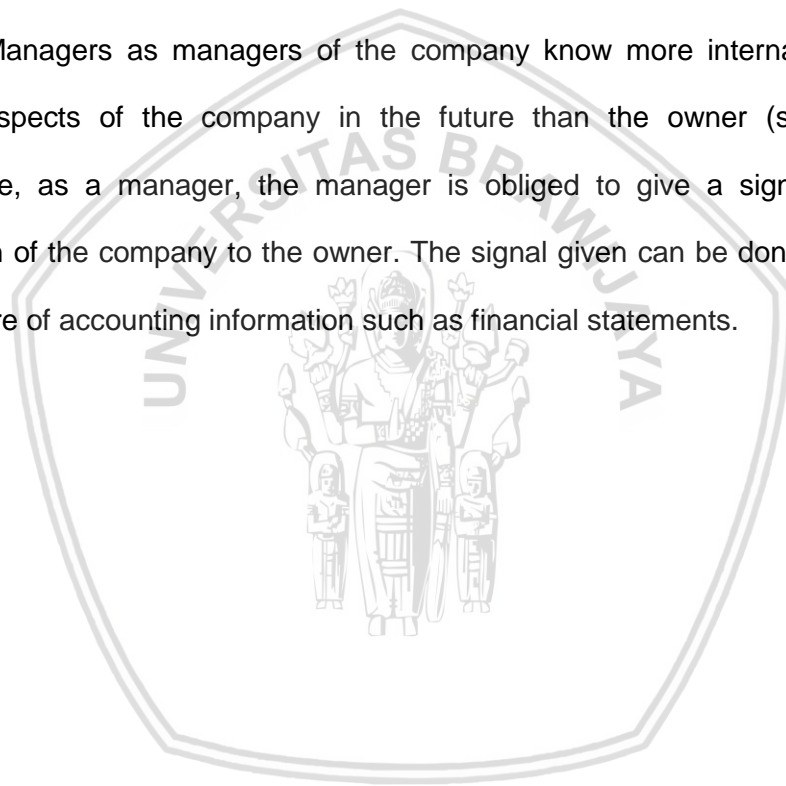 Managers as managers of the company know more interna
spects of the company in the future than the owner (s
e, as a manager, the manager is obliged to give a sign
n of the company to the owner. The signal given can be don
re of accounting information such as financial statements.
UNIVERSITAS BRAWIJAYA